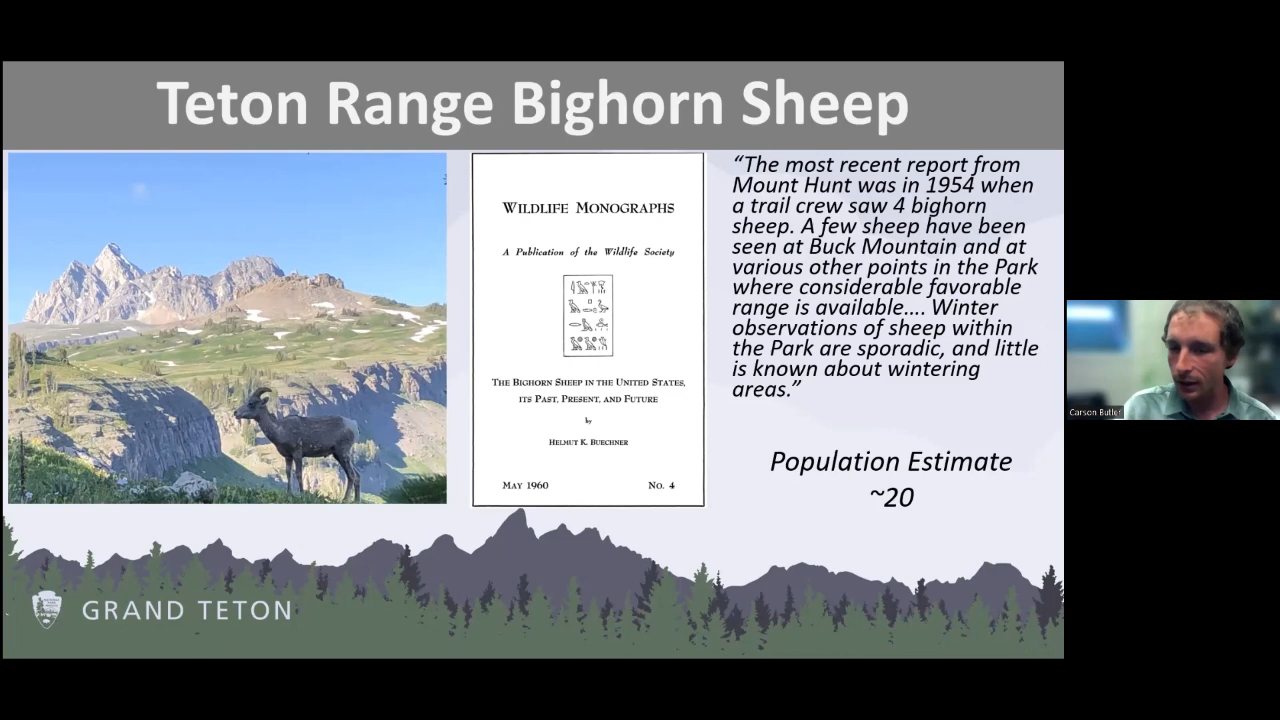 Teton Range Bighorn Sheep
WILDLIFE MONOGRAPHS
A Publication of the Wildlife Society
THE BIGHORN SHEEP IN THE UNITED STATES,
ITS PAST, PRESENT, AND FUTURE
by
HELMUT K. BUECHNER
MAY 1960 No. 4
“The most recent report from
Mount Hunt was in 1954 when
a trail crew saw 4 bighorn
sheep. A few sheep have been
seen at Buck Mountain and at
various other points in the Park
where considerable favorable
range is available.... Winter
observations of sheep within
the Park are sporadic, and little
is known about wintering
areas.”
Population Estimate
~20
GRAND TETON
Carson Butler